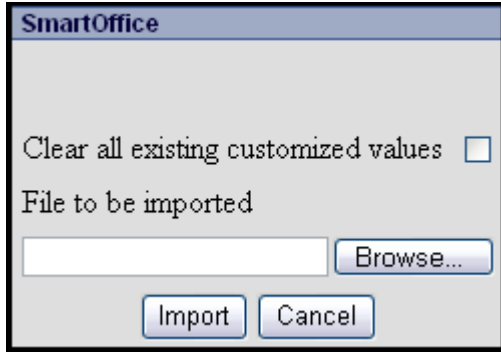 SmartOffice
Clear all existing customized values
File to be imported
Browse...
Import Cancel